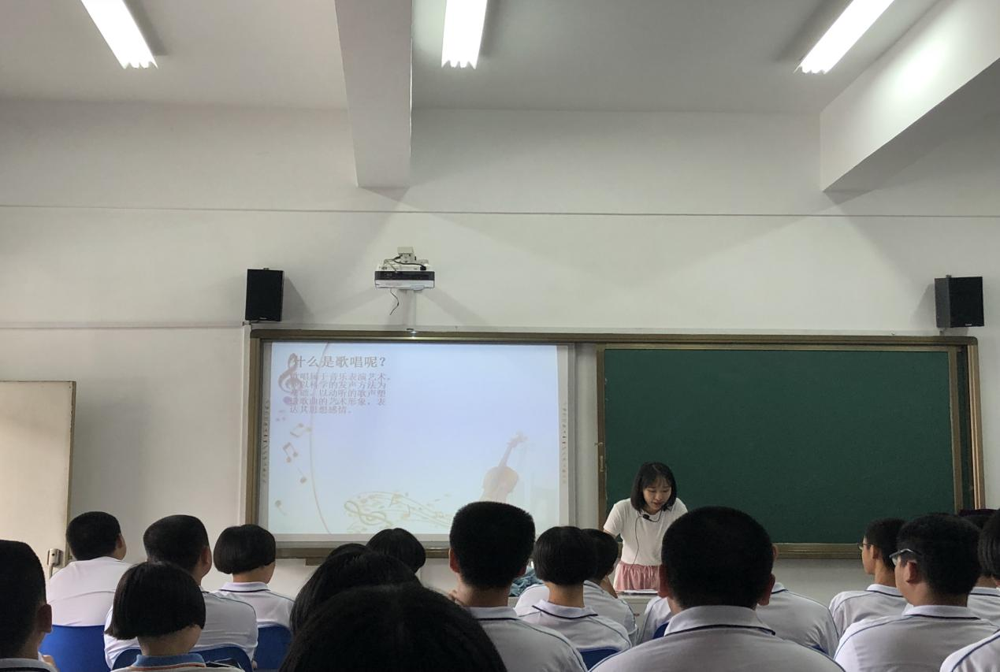 什么是歌唱呢?
歌唱属于音乐表演艺术。
以科学的发声方法为
基础,以动听的歌声塑
歌曲的艺术形象,表
达其思想感情。